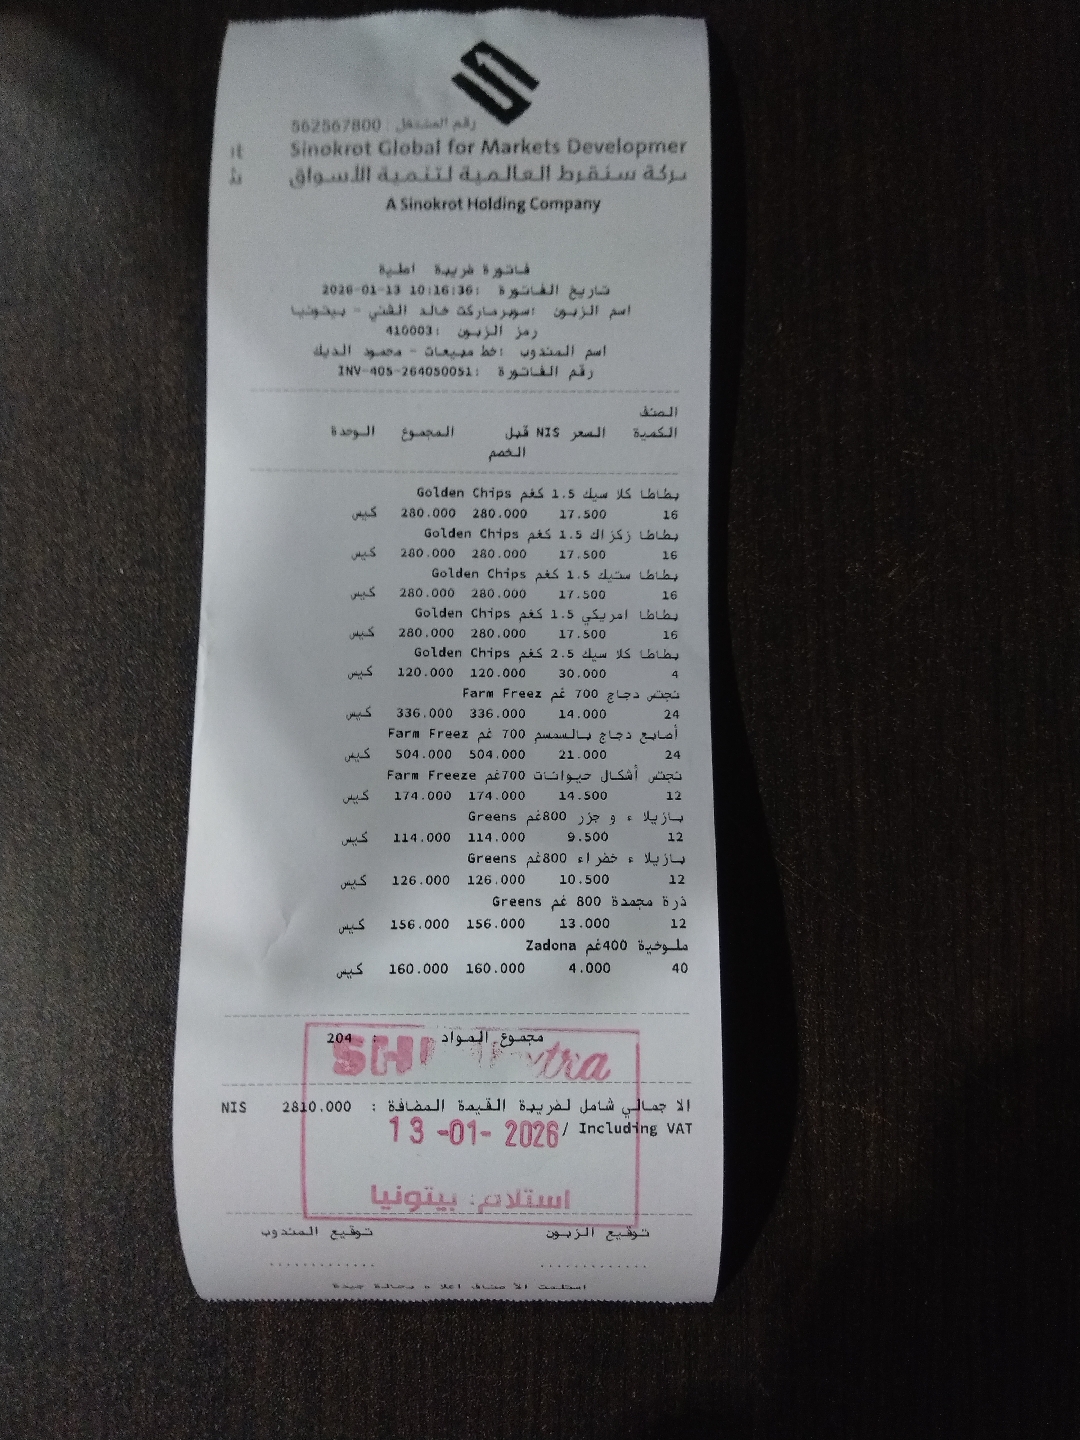 رقم المشتغل : 562567800
Sinokrot Global for Markets Developmer
شركة سنقرط العالمية لتنمية الأسواق
A Sinokrot Holding Company
فاتورة ضريبة اصلية
تاريخ الفاتورة : 2026-01-13 10:16:36
اسم الزبون :سوبرماركت خالد الشني - بيتونيا
رمز الزبون :410003
اسم المندوب :خط مبيعات - محمود الديك
رقم الفاتورة :INV-405-264050051
الصنف
الكمية السعر NIS قبل المجموع الوحدة
الخصم
بطاطا كلا سيك 1.5 كغم Golden Chips
16 17.500 280.000 280.000 كيس
بطاطا زكزاك 1.5 كغم Golden Chips
16 17.500 280.000 280.000 كيس
بطاطا ستيك 1.5 كغم Golden Chips
16 17.500 280.000 280.000 كيس
بطاطا امريكي 1.5 كغم Golden Chips
16 17.500 280.000 280.000 كيس
بطاطا كلا سيك 2.5 كغم Golden Chips
4 30.000 120.000 120.000 كيس
نجتس دجاج 700 غم Farm Freez
24 14.000 336.000 336.000 كيس
أصابع دجاج بالسمسم 700 غم Farm Freez
24 21.000 504.000 504.000 كيس
نجتس أشكال حيوانات 700غم Farm Freeze
12 14.500 174.000 174.000 كيس
بازيلا ء و جزر 800غم Greens
12 9.500 114.000 114.000 كيس
بازيلا ء خضراء 800غم Greens
12 10.500 126.000 126.000 كيس
ذرة مجمدة 800 غم Greens
12 13.000 156.000 156.000 كيس
ملوخية 400غم Zadona
40 4.000 160.000 160.000 كيس
مجموع المواد : 204
الا جمالي شامل لضريبة القيمة المضافة : 2810.000 NIS
/ Including VAT
13 -01- 2026
استلام: بيتونيا
توقيع الزبون توقيع المندوب
استلمت الأ صناف اعلا ه بحالة جيدة